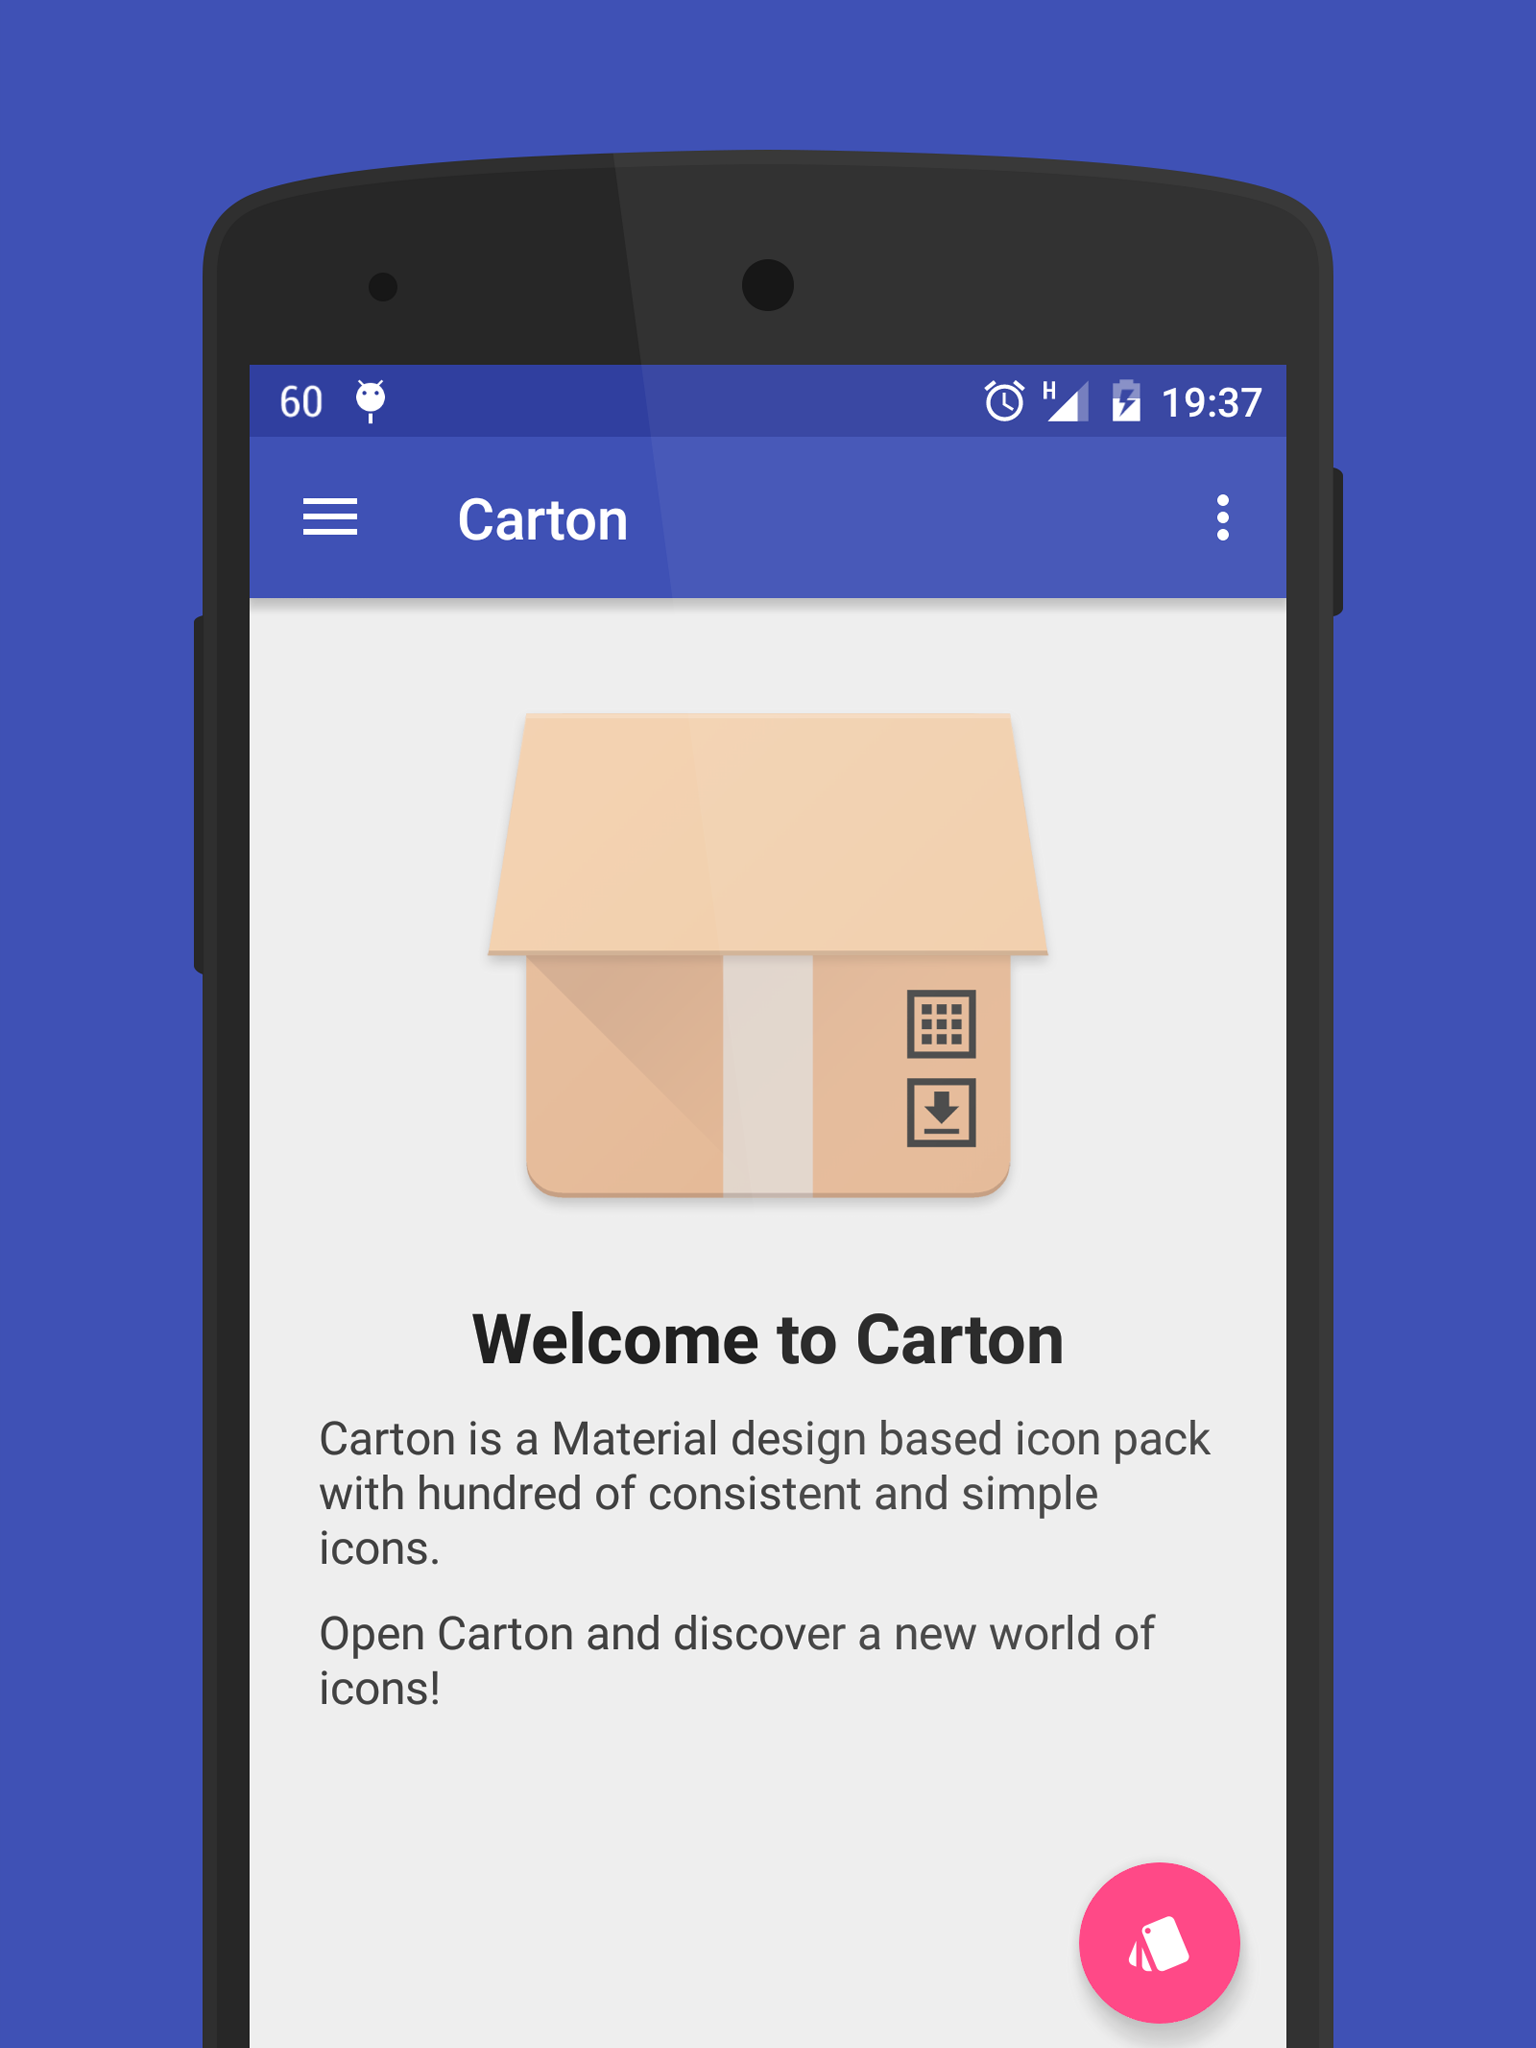 60 H 19:37
Carton
Welcome to Carton
Carton is a Material design based icon pack
with hundred of consistent and simple
icons.
Open Carton and discover a new world of
icons!